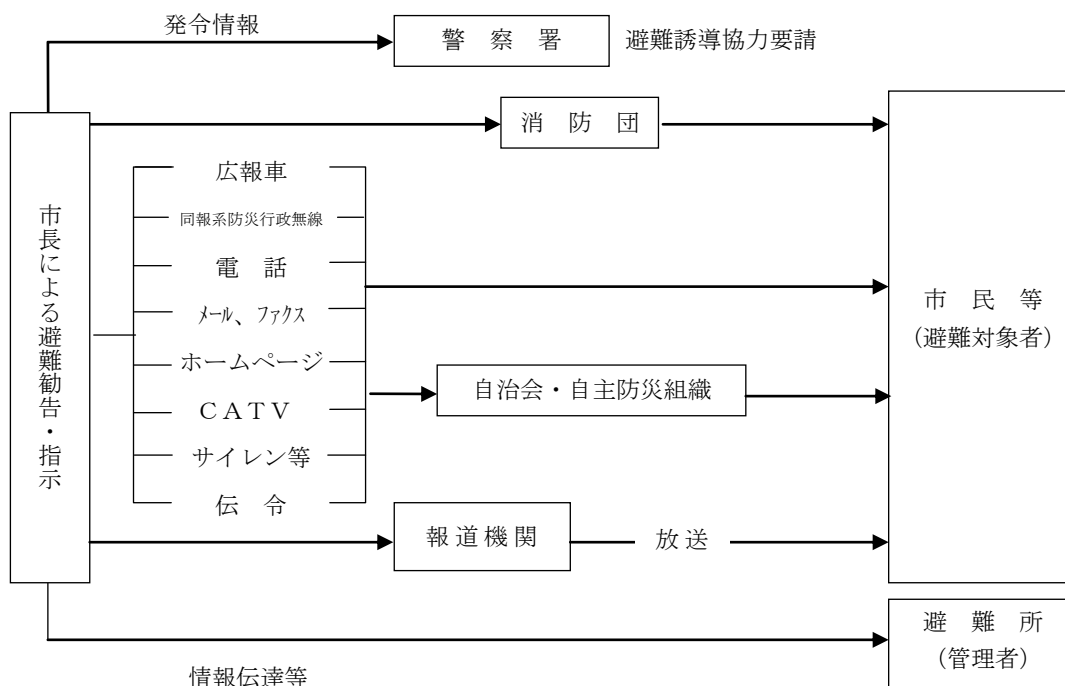 発令情報
警察署
避難誘導協力要請
消防団
市長による避難勧告・指示
広報車
同報系防災行政無線
電話
メール、ファクス
ホームページ
CATV
サイレン等
伝令
自治会・自主防災組織
報道機関
放送
市民等
(避難対象者)
避難所
(管理者)
情報伝達等